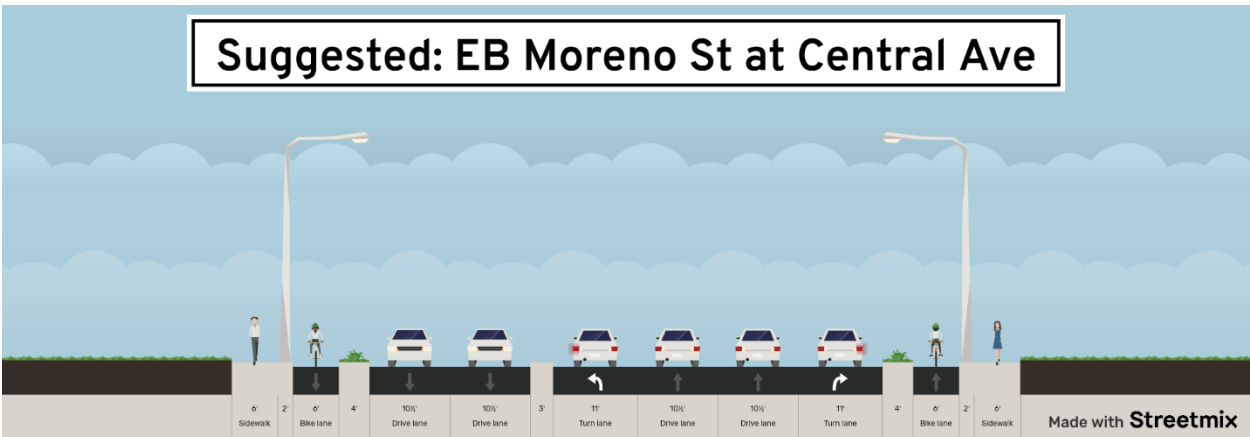 Suggested: EB Moreno St at Central Ave
6' 2' 6' 4' 10½' 10½' 3' 11' 10½' 10½' 11' 4' 6' 2' 6'
Sidewalk Bike lane Drive lane Drive lane Turn lane Drive lane Drive lane Turn lane Bike lane Sidewalk
Made with Streetmix